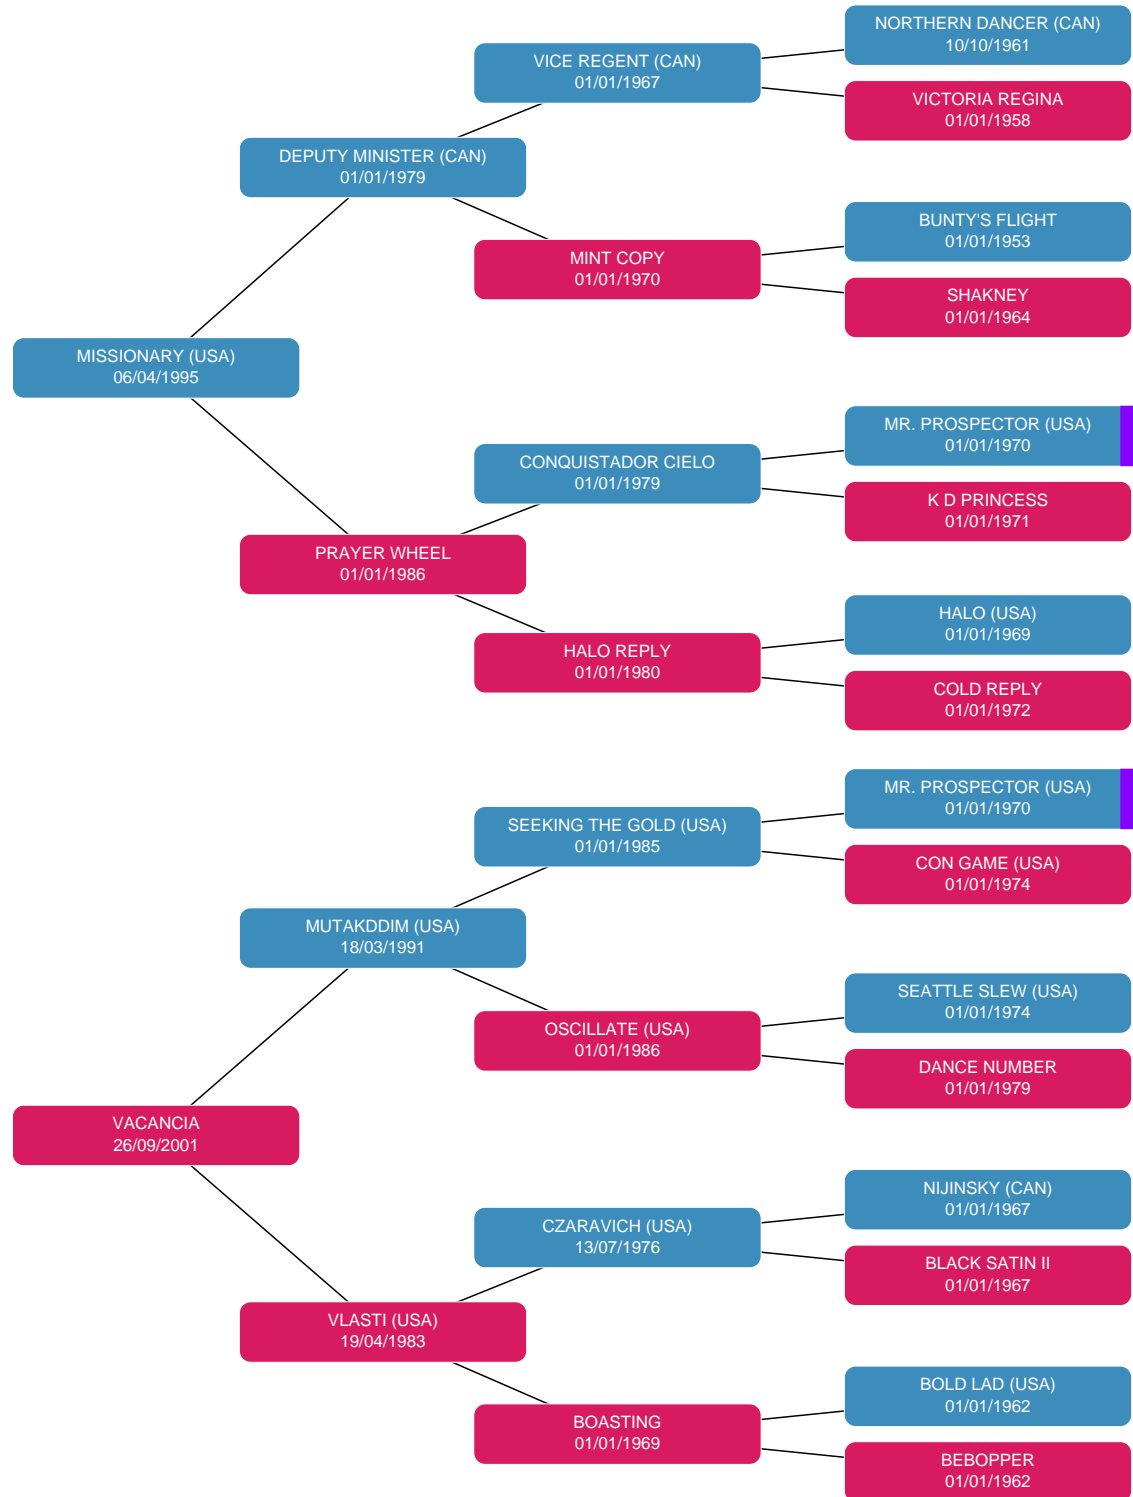 NORTHERN DANCER (CAN)
10/10/1961
VICE REGENT (CAN)
01/01/1967
VICTORIA REGINA
01/01/1958
DEPUTY MINISTER (CAN)
01/01/1979
BUNTY'S FLIGHT
01/01/1953
MINT COPY
01/01/1970
SHAKNEY
01/01/1964
MISSIONARY (USA)
06/04/1995
MR. PROSPECTOR (USA)
01/01/1970
CONQUISTADOR CIELO
01/01/1979
K D PRINCESS
01/01/1971
PRAYER WHEEL
01/01/1986
HALO (USA)
01/01/1969
HALO REPLY
01/01/1980
COLD REPLY
01/01/1972
MR. PROSPECTOR (USA)
01/01/1970
SEEKING THE GOLD (USA)
01/01/1985
CON GAME (USA)
01/01/1974
MUTAKDDIM (USA)
18/03/1991
SEATTLE SLEW (USA)
01/01/1974
OSCILLATE (USA)
01/01/1986
DANCE NUMBER
01/01/1979
VACANCIA
26/09/2001
NIJINSKY (CAN)
01/01/1967
CZARAVICH (USA)
13/07/1976
BLACK SATIN II
01/01/1967
VLASTI (USA)
19/04/1983
BOLD LAD (USA)
01/01/1962
BOASTING
01/01/1969
BEBOPPER
01/01/1962